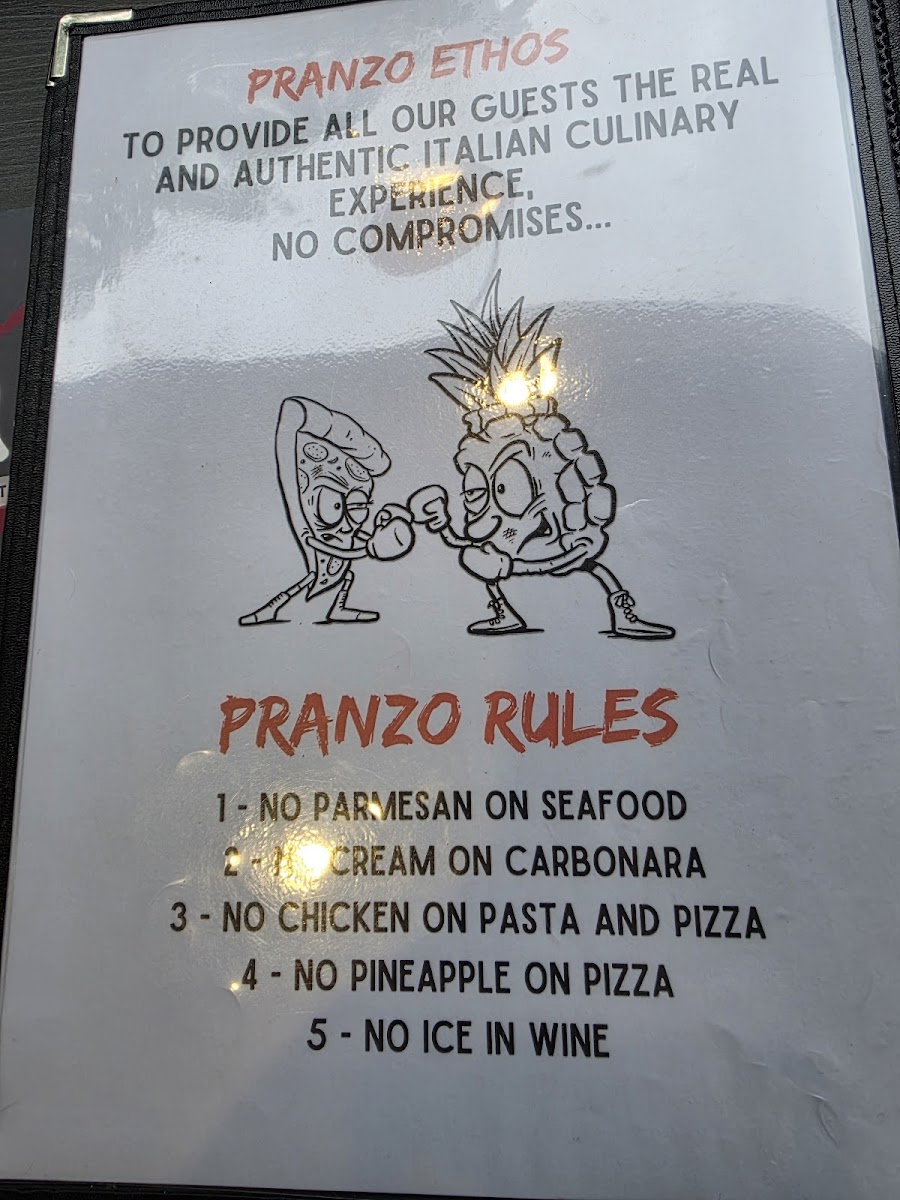 PRANZO ETHOS
TO PROVIDE ALL OUR GUESTS THE REAL
AND AUTHENTIC ITALIAN CULINARY
EXPERIENCE,
NO COMPROMISES...
PRANZO RULES
1 - NO PARMESAN ON SEAFOOD
2 - NO CREAM ON CARBONARA
3 - NO CHICKEN ON PASTA AND PIZZA
4 - NO PINEAPPLE ON PIZZA
5 - NO ICE IN WINE